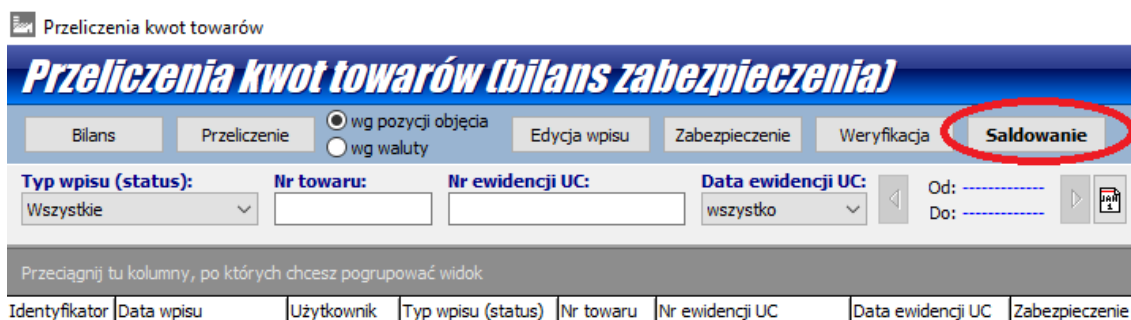 Przeliczenia kwot towarów
Przeliczenia kwot towarów (bilans zabezpieczenia)
Bilans Przeliczenie wg pozycji objęcia Edycja wpisu Zabezpieczenie Weryfikacja Saldowanie
wg waluty
Typ wpisu (status): Nr towaru: Nr ewidencji UC: Data ewidencji UC: Od: -------------
Wszystkie wszystko Do: -------------
JAN 1
Przeciągnij tu kolumny, po których chcesz pogrupować widok
Identyfikator Data wpisu Użytkownik Typ wpisu (status) Nr towaru Nr ewidencji UC Data ewidencji UC Zabezpieczenie